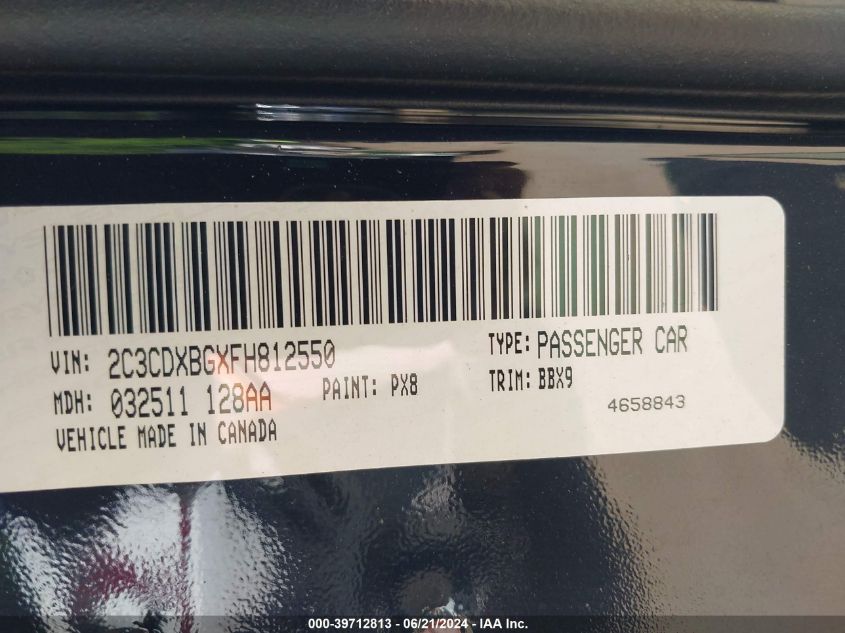 VIN: 2C3CDXBGXFH812550 TYPE: PASSENGER CAR
MDH: 032511 128AA PAINT: PX8 TRIM: BBX9
VEHICLE MADE IN CANADA 4658843
000-39712813 - 06/21/2024 - IAA Inc.